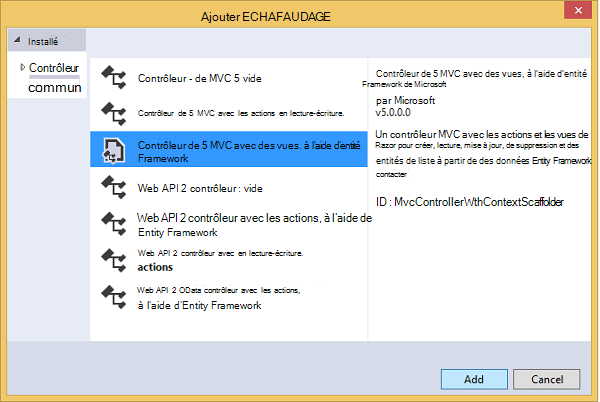 Ajouter ECHAFAUDAGE
Installé
Contrôleur
commun
Contrôleur - de MVC 5 vide
Contrôleur de 5 MVC avec les actions en lecture-écriture.
Contrôleur de 5 MVC avec des vues. à l'aide d'entité
Framework
Web API 2 contrôleur : vide
Web API 2 contrôleur avec les actions, à l'aide de
Entity Framework
Web API 2 contrôleur avec en lecture-écriture.
actions
Web API 2 OData contrôleur avec les actions,
à l'aide d'Entity Framework
Contrôleur de 5 MVC avec des vues, à l'aide d'entité
Framework de Microsoft
par Microsoft
v5.0.0.0
Un contrôleur MVC avec les actions et les vues de
Razor pour créer, lecture, mise à jour, de suppression et des
entités de liste à partir de des données Entity Framework
contacter
ID : MvcControllerWthContextScaffolder
Add
Cancel